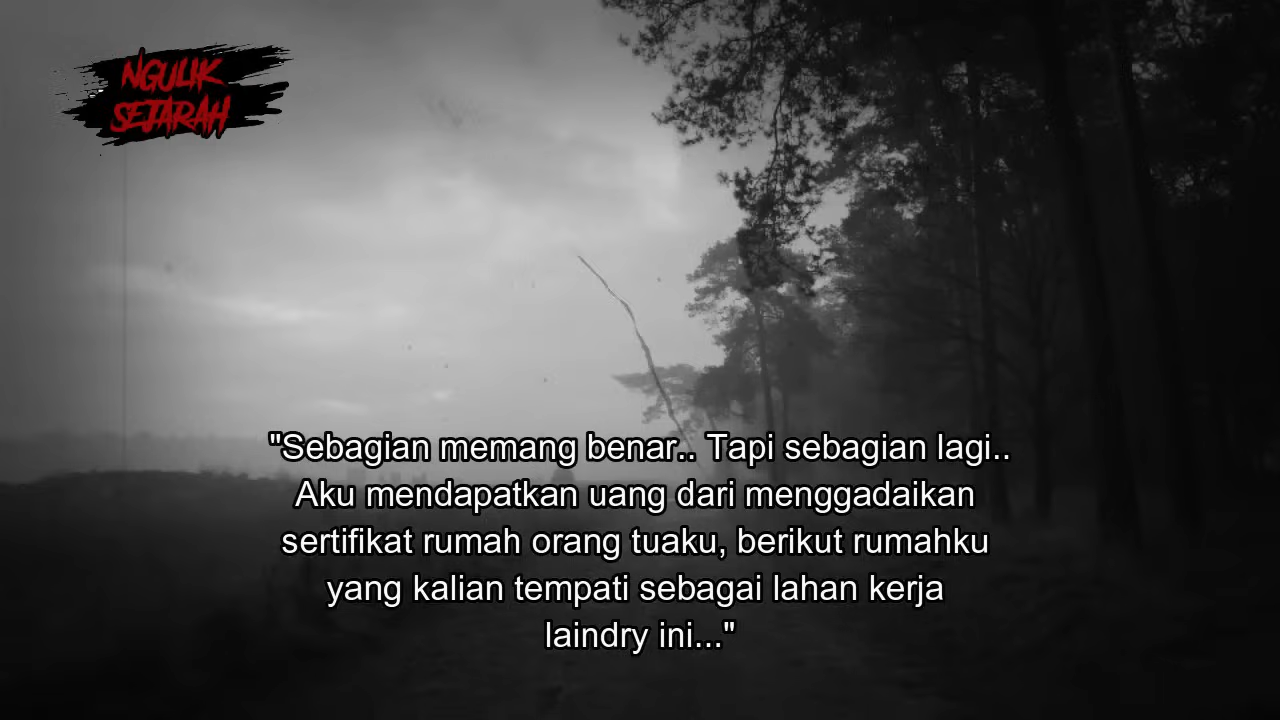 NGULIK
SEJARAH
"Sebagian memang benar.. Tapi sebagian lagi..
Aku mendapatkan uang dari menggadaikan
sertifikat rumah orang tuaku, berikut rumahku
yang kalian tempati sebagai lahan kerja
laindry ini..."